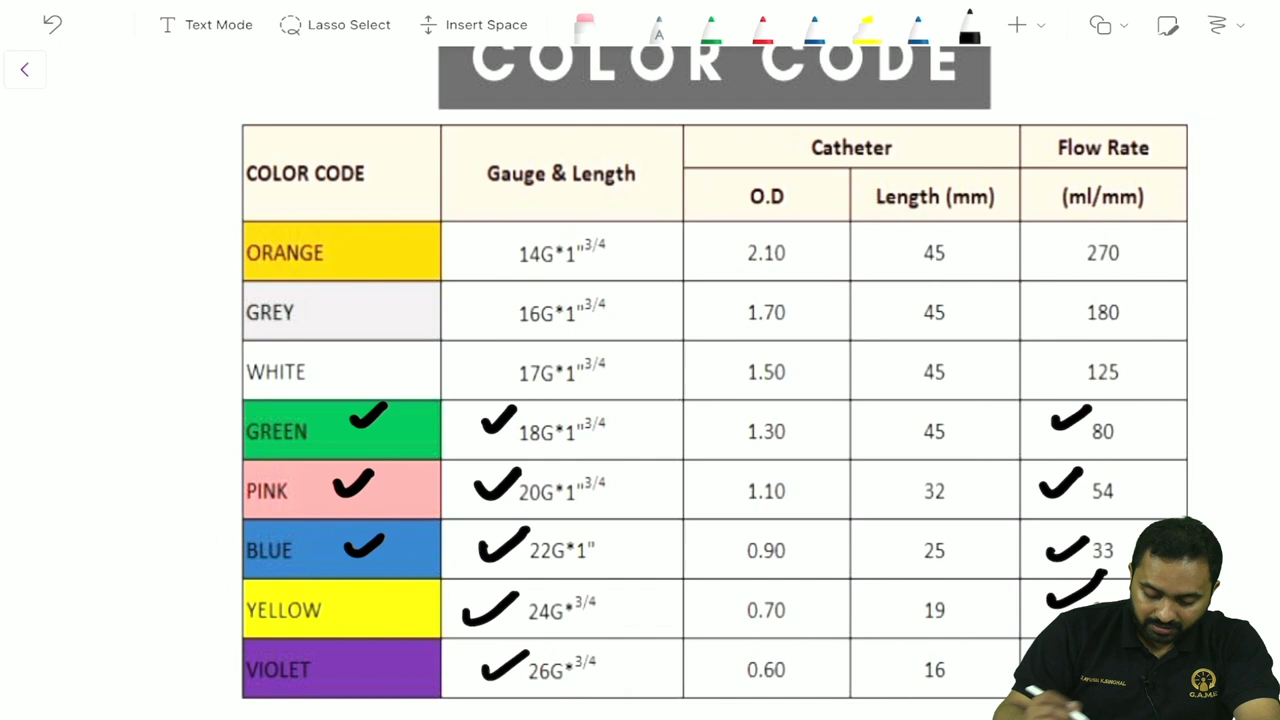 Text Mode Lasso Select Insert Space
A
COLOR CODE
COLOR CODE Gauge & Length Catheter Flow Rate
O.D Length (mm) (ml/mm)
ORANGE 14G*1"3/4 2.10 45 270
GREY 16G*1"3/4 1.70 45 180
WHITE 17G*1"3/4 1.50 45 125
GREEN 18G*1"3/4 1.30 45 80
PINK 20G*1"3/4 1.10 32 54
BLUE 22G*1" 0.90 25 33
YELLOW 24G*3/4 0.70 19
VIOLET 26G*3/4 0.60 16